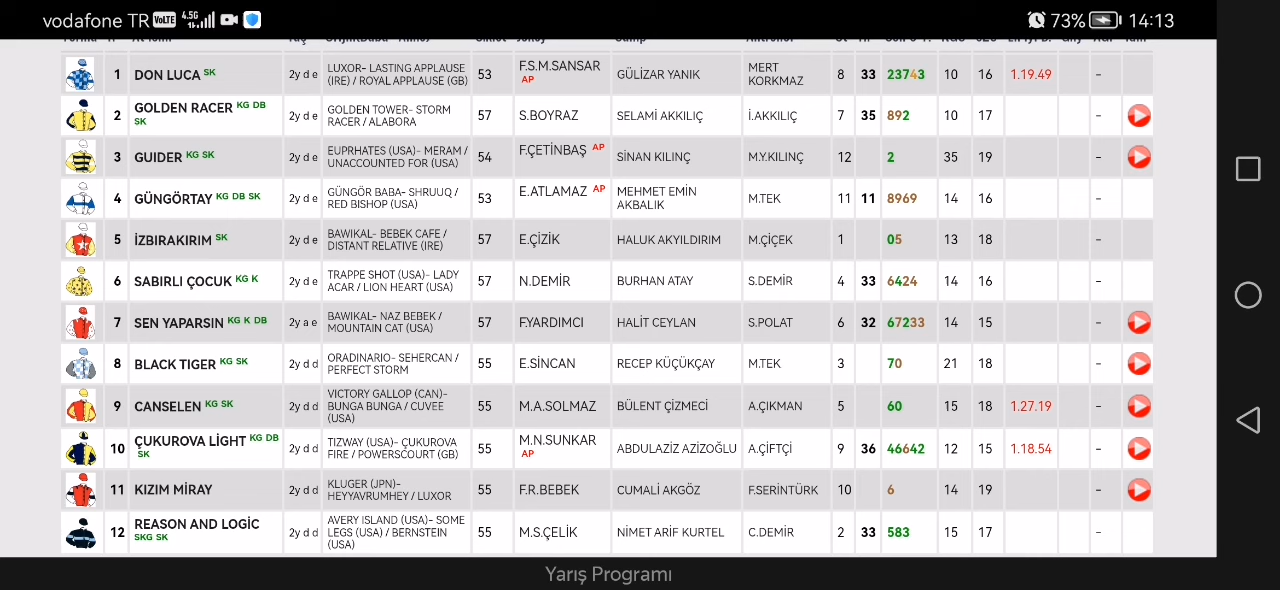 vodafone TR VoLTE 4.5G 73% 14:13
1 DON LUCA SK 2y d e LUXOR- LASTING APPLAUSE (IRE) / ROYAL APPLAUSE (GB) 53 F.S.M.SANSAR AP GÜLİZAR YANIK MERT KORKMAZ 8 33 23743 10 16 1.19.49 -
2 GOLDEN RACER KG DB SK 2y d e GOLDEN TOWER- STORM RACER / ALABORA 57 S.BOYRAZ SELAMİ AKKILIÇ İ.AKKILIÇ 7 35 892 10 17 -
3 GUIDER KG SK 2y d e EUPRHATES (USA)- MERAM / UNACCOUNTED FOR (USA) 54 F.ÇETİNBAŞ AP SİNAN KILINÇ M.Y.KILINÇ 12 2 35 19 -
4 GÜNGÖRTAY KG DB SK 2y d e GÜNGÖR BABA- SHRUUQ / RED BISHOP (USA) 53 E.ATLAMAZ AP MEHMET EMİN AKBALIK M.TEK 11 11 8969 14 16 -
5 İZBIRAKIRIM SK 2y d e BAWIKAL- BEBEK CAFE / DISTANT RELATIVE (IRE) 57 E.ÇİZİK HALUK AKYILDIRIM M.ÇİÇEK 1 05 13 18 -
6 SABIRLI ÇOCUK KG K 2y d e TRAPPE SHOT (USA)- LADY ACAR / LION HEART (USA) 57 N.DEMİR BURHAN ATAY S.DEMİR 4 33 6424 14 16 -
7 SEN YAPARSIN KG K DB 2y a e BAWIKAL- NAZ BEBEK / MOUNTAIN CAT (USA) 57 F.YARDIMCI HALİT CEYLAN S.POLAT 6 32 67233 14 15 -
8 BLACK TIGER KG SK 2y d d ORADINARIO- SEHERCAN / PERFECT STORM 55 E.SİNCAN RECEP KÜÇÜKÇAY M.TEK 3 70 21 18 -
9 CANSELEN KG SK 2y d d VICTORY GALLOP (CAN)- BUNGA BUNGA / CUVEE (USA) 55 M.A.SOLMAZ BÜLENT ÇİZMECİ A.ÇIKMAN 5 60 15 18 1.27.19 -
10 ÇUKUROVA LİGHT KG DB SK 2y d d TIZWAY (USA)- ÇUKUROVA FIRE / POWERSCOURT (GB) 55 M.N.SUNKAR AP ABDULAZİZ AZİZOĞLU A.ÇİFTÇİ 9 36 46642 12 15 1.18.54 -
11 KIZIM MİRAY 2y d d KLUGER (JPN)- HEYYAVRUMHEY / LUXOR 55 F.R.BEBEK CUMALİ AKGÖZ F.SERİNTÜRK 10 6 14 19 -
12 REASON AND LOGİC SKG SK 2y d d AVERY ISLAND (USA)- SOME LEGS (USA) / BERNSTEIN (USA) 55 M.S.ÇELİK NİMET ARİF KURTEL C.DEMİR 2 33 583 15 17 -
Yarış Programı